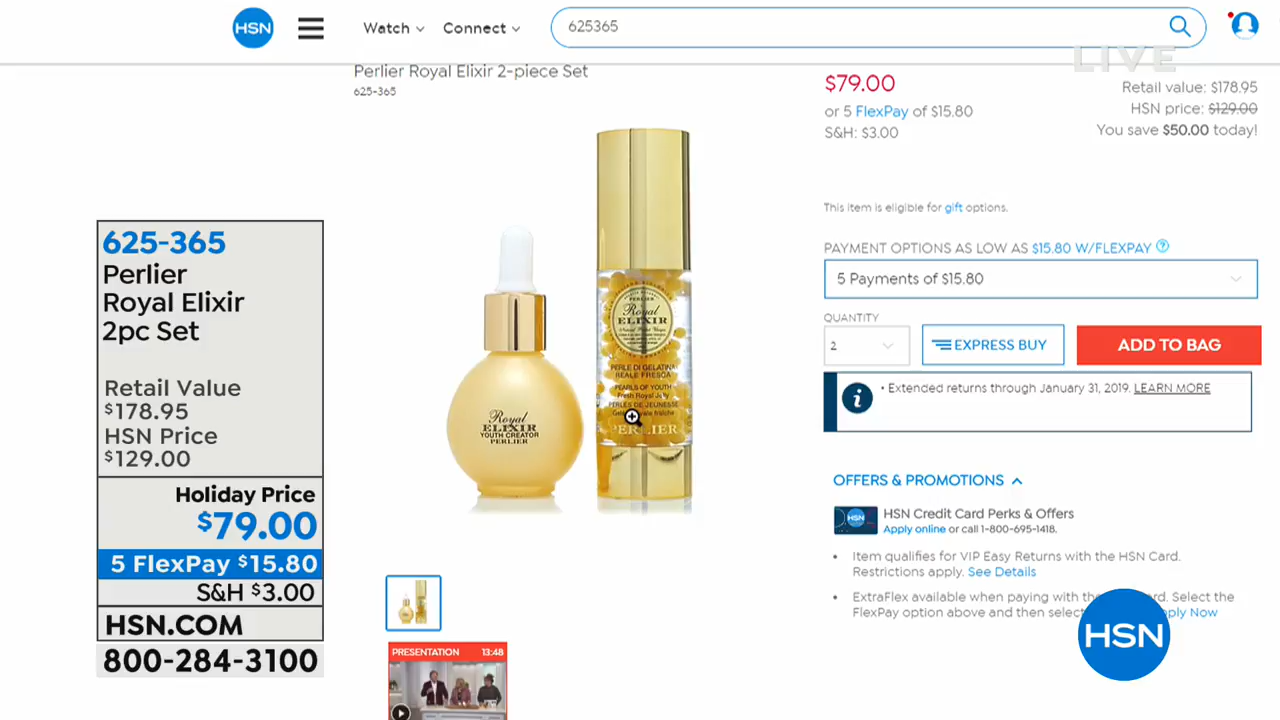 HSN
Watch
Connect
625365
LIVE
Perlier Royal Elixir 2-piece Set
625-365
$79.00
or 5 FlexPay of $15.80
S&H: $3.00
Retail value: $178.95
HSN price: $129.00
You save $50.00 today!
This item is eligible for gift options.
PAYMENT OPTIONS AS LOW AS $15.80 W/FLEXPAY ?
5 Payments of $15.80
QUANTITY
2
EXPRESS BUY
ADD TO BAG
• Extended returns through January 31, 2019. LEARN MORE
OFFERS & PROMOTIONS
HSN
HSN Credit Card Perks & Offers
Apply online or call 1-800-695-1418.
• Item qualifies for VIP Easy Returns with the HSN Card.
Restrictions apply. See Details
• ExtraFlex available when paying with the
rd. Select the
FlexPay option above and then select
ply Now
HSN
625-365
Perlier
Royal Elixir
2pc Set
Retail Value
$178.95
HSN Price
$129.00
Holiday Price
$79.00
5 FlexPay $15.80
S&H $3.00
HSN.COM
800-284-3100
Royal
ELIXIR
YOUTH CREATOR
PERLIER
PERLIER
Royal
ELIXIR
PERLE DI GELATINA
REALE FRESCA
PEARLS OF YOUTH
Fresh Royal Jelly
PERLES DE JEUNESSE
PERLIER
PRESENTATION 13:48